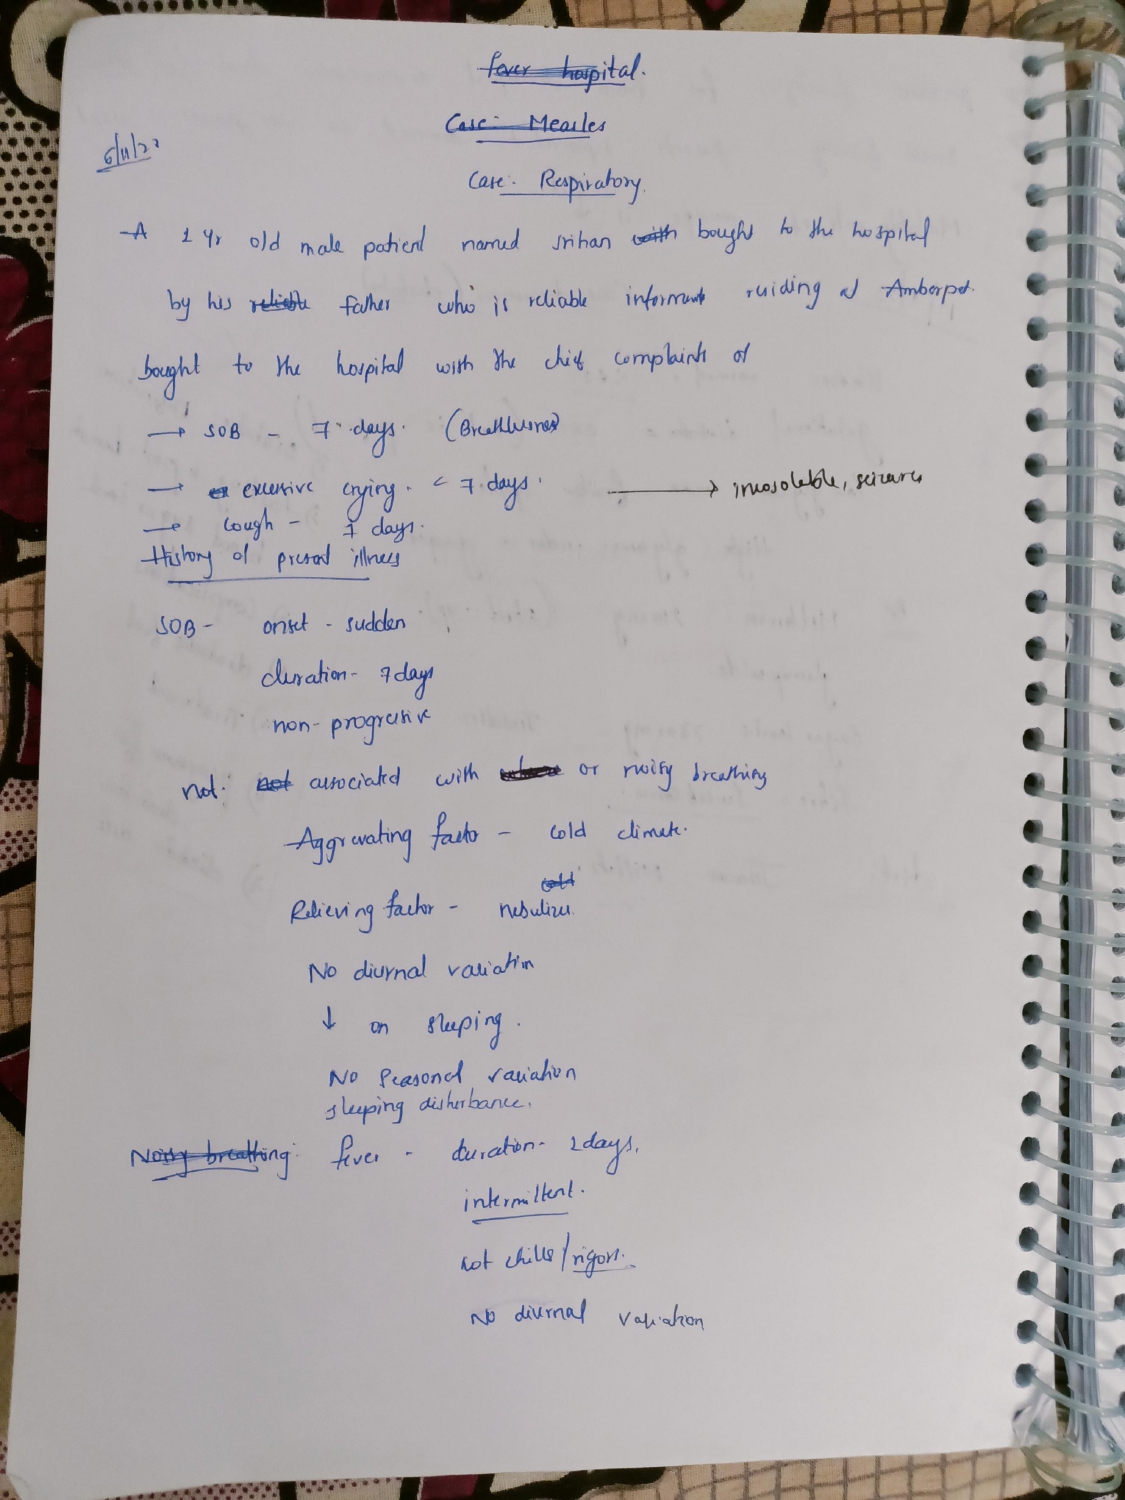 fever hospital.
Case:- Measles
6/11/23
Case:- Respiratory.
A 1 yr old male patient named srihan with bought to the hospital
by his reliable father who is reliable informant residing at Amberpet.
bought to the hospital with the chief complaints of
→ SOB - 7 days. (Breathlessness)
→ ex excessive crying. < 7 days. → inconsolable, seizures
→ Cough - 7 days.
History of present illness
SOB - onset - sudden
duration - 7 days
non-progressive
not. not associated with or noisy breathing
Aggrevating factor - cold climate.
cold
Relieving factor - nebulizer.
No diurnal variation
↓ on sleeping.
No seasonal variation
sleeping disturbance.
Noisy breathing: fever - duration - 2 days.
intermittent.
not chills/rigors.
No diurnal variation